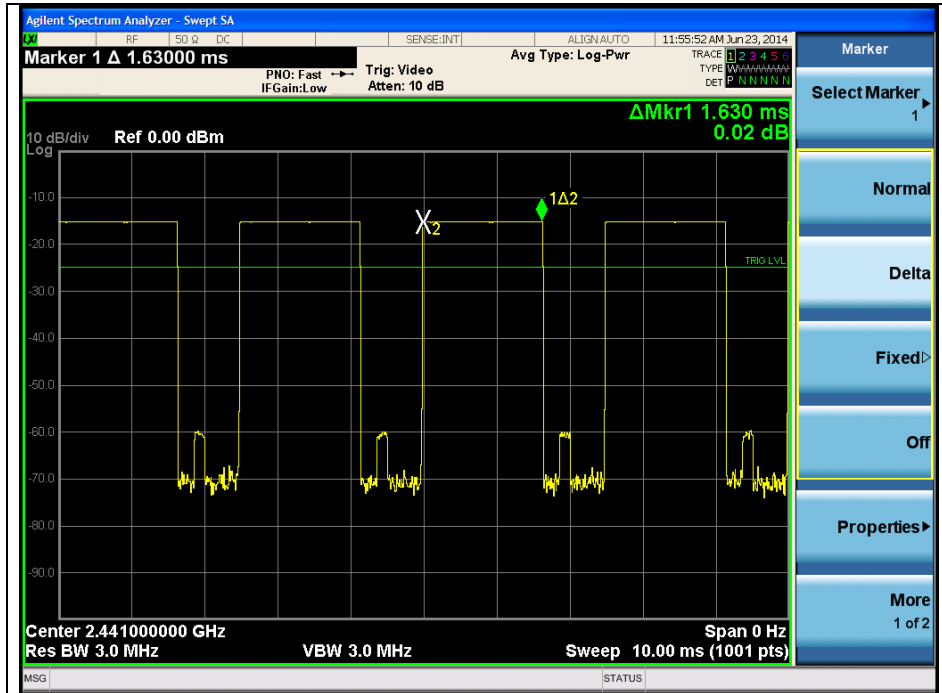 Agilent Spectrum Analyzer - Swept SA
LXI RF 50 Ω DC SENSE:INT ALIGN AUTO 11:55:52 AM Jun 23, 2014
Marker 1 Δ 1.63000 ms
PNO: Fast
IFGain:Low
Trig: Video
Atten: 10 dB
Avg Type: Log-Pwr
TRACE 1 2 3 4 5 6
TYPE WWWWWW
DET P N N N N N
ΔMkr1 1.630 ms
0.02 dB
10 dB/div Ref 0.00 dBm
Log
-10.0
-20.0
-30.0
-40.0
-50.0
-60.0
-70.0
-80.0
-90.0
X2
1Δ2
TRIG LVL
Center 2.441000000 GHz Span 0 Hz
Res BW 3.0 MHz VBW 3.0 MHz Sweep 10.00 ms (1001 pts)
MSG STATUS
Marker
Select Marker
1
Normal
Delta
Fixed
Off
Properties
More
1 of 2